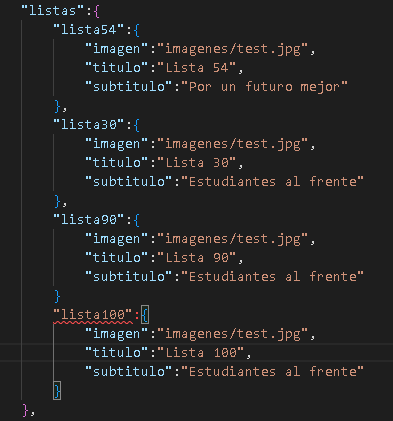 "listas":{
"lista54":{
"imagen":"imagenes/test.jpg",
"titulo":"Lista 54",
"subtitulo":"Por un futuro mejor"
},
"lista30":{
"imagen":"imagenes/test.jpg",
"titulo":"Lista 30",
"subtitulo":"Estudiantes al frente"
},
"lista90":{
"imagen":"imagenes/test.jpg",
"titulo":"Lista 90",
"subtitulo":"Estudiantes al frente"
}
"lista100":{
"imagen":"imagenes/test.jpg",
"titulo":"Lista 100",
"subtitulo":"Estudiantes al frente"
}
},